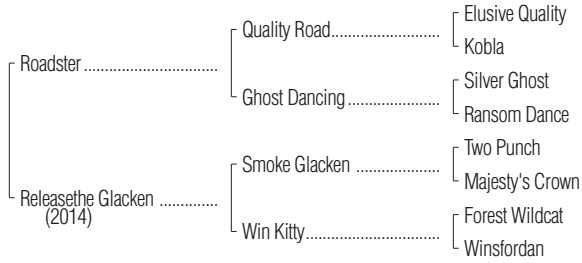 Elusive Quality
Quality Road
Kobla
Roadster
Silver Ghost
Ghost Dancing
Ransom Dance
Two Punch
Smoke Glacken
Majesty's Crown
Releasethe Glacken
(2014)
Forest Wildcat
Win Kitty
Winsfordan